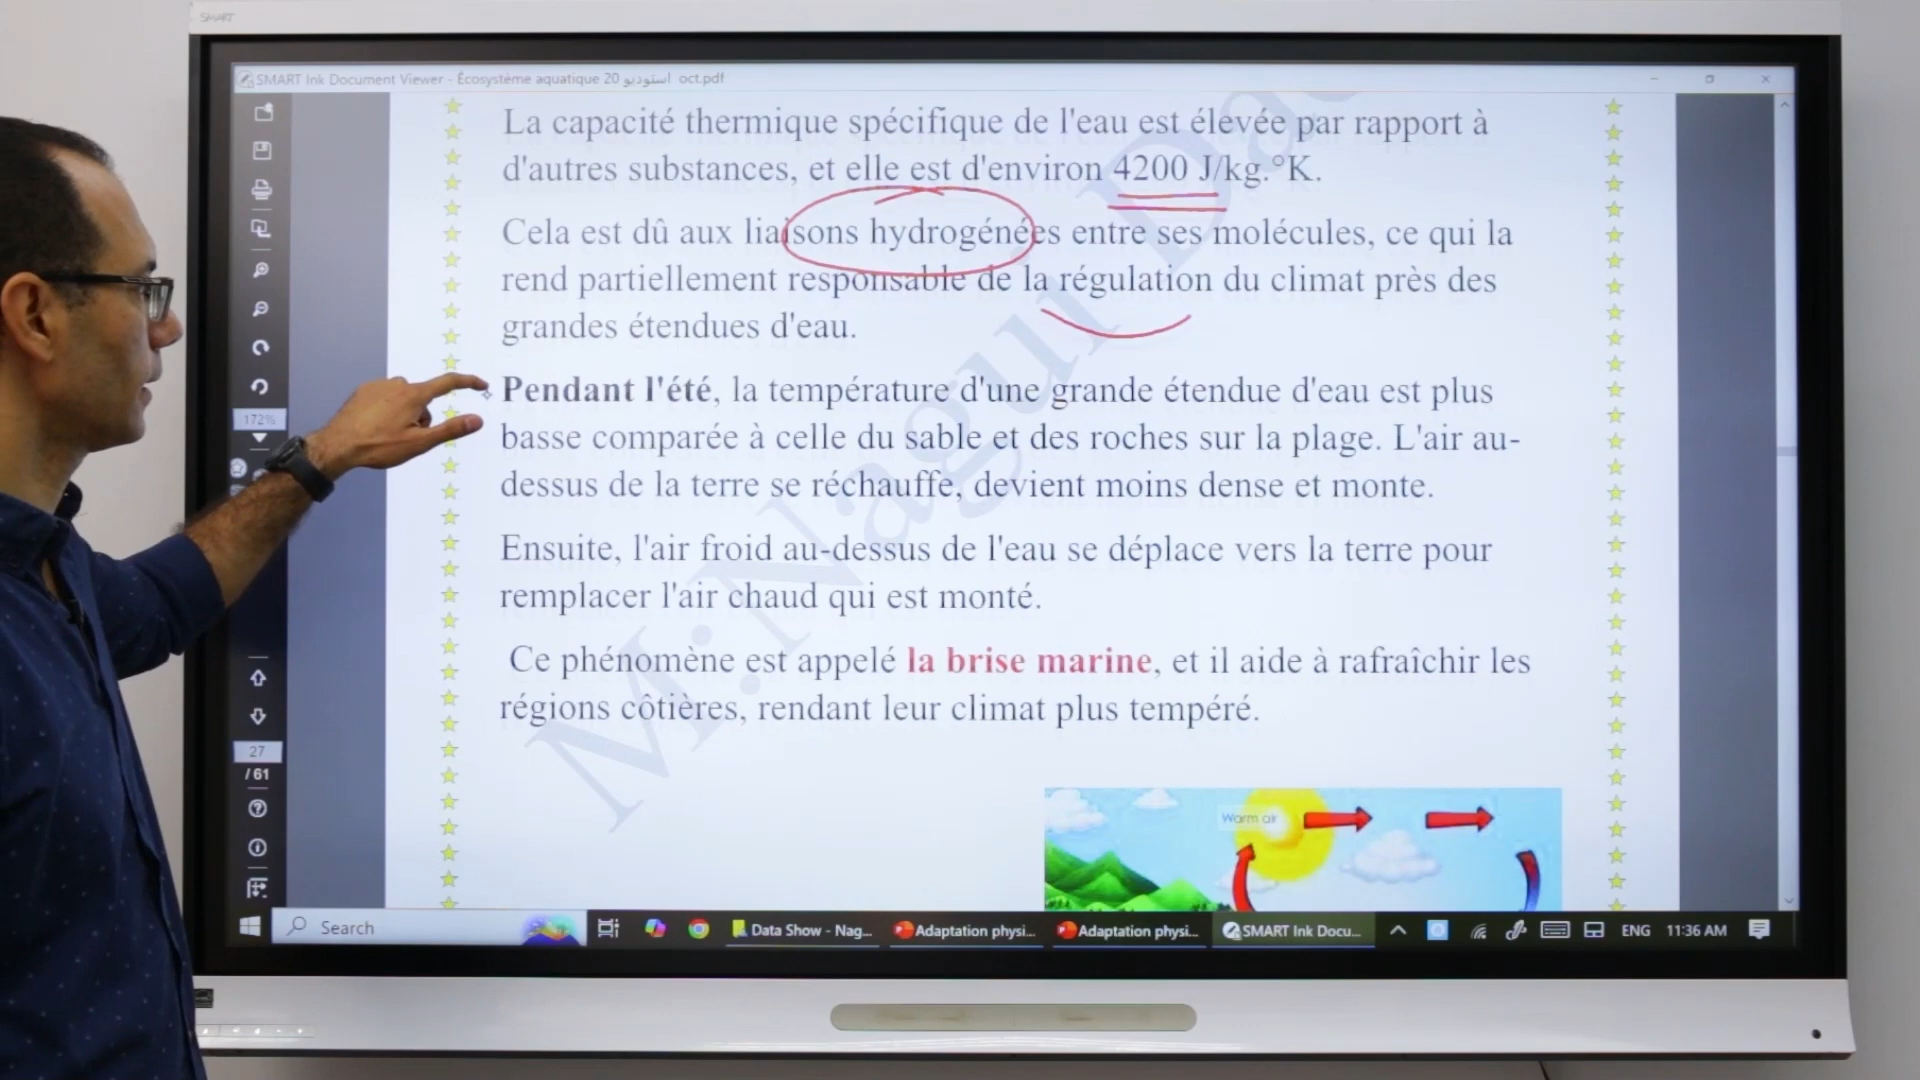 SMART
SMART Ink Document Viewer - Écosystème aquatique 20 استوديو oct.pdf
La capacité thermique spécifique de l'eau est élevée par rapport à
d'autres substances, et elle est d'environ 4200 J/kg.°K.
Cela est dû aux liaisons hydrogénées entre ses molécules, ce qui la
rend partiellement responsable de la régulation du climat près des
grandes étendues d'eau.
Pendant l'été, la température d'une grande étendue d'eau est plus
basse comparée à celle du sable et des roches sur la plage. L'air au-
dessus de la terre se réchauffe, devient moins dense et monte.
Ensuite, l'air froid au-dessus de l'eau se déplace vers la terre pour
remplacer l'air chaud qui est monté.
Ce phénomène est appelé la brise marine, et il aide à rafraîchir les
régions côtières, rendant leur climat plus tempéré.
172%
27
/ 61
Warm air
Search
Data Show - Nag...
Adaptation physi...
Adaptation physi...
SMART Ink Docu...
ENG
11:36 AM